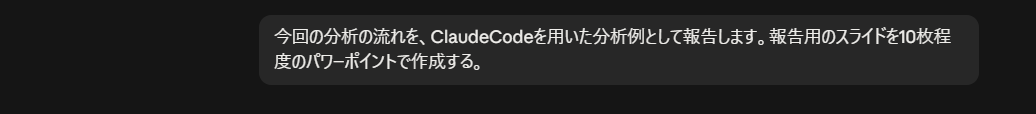 今回の分析の流れを、ClaudeCodeを用いた分析例として報告します。報告用のスライドを10枚程
度のパワーポイントで作成する。